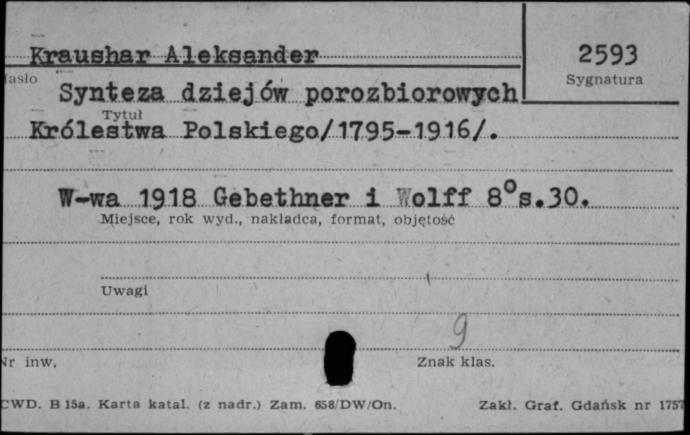 Kraushar Aleksander
2593
Hasło
Sygnatura
Synteza dziejów porozbiorowych
Tytuł
Królestwa Polskiego/1795-1916/.
W-wa 1918 Gebethner i Wolff 8° s.30.
Miejsce, rok wyd., nakładca, format, objętość
Uwagi
9
Nr inw.
Znak klas.
CWD. B 15a. Karta katal. (z nadr.) Zam. 658/DW/On.
Zakł. Graf. Gdańsk nr 1757